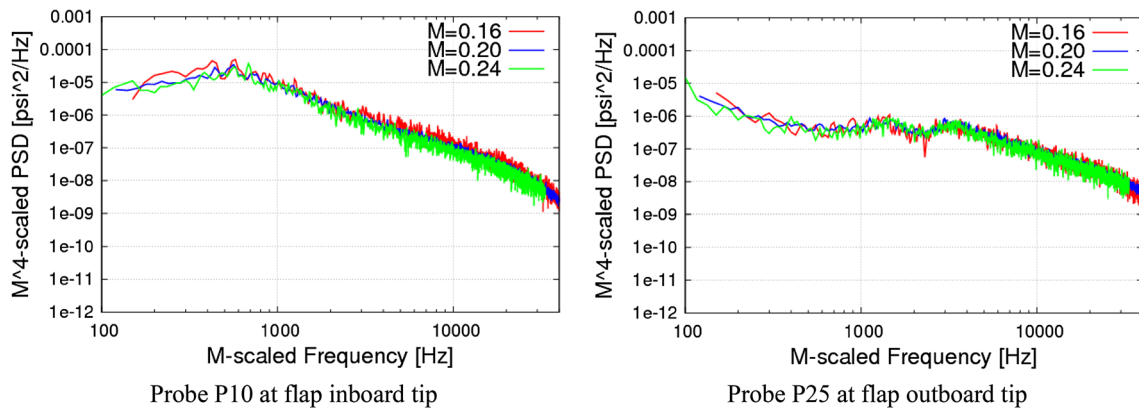 0.001
0.0001
1e-05
1e-06
1e-07
1e-08
1e-09
1e-10
1e-11
1e-12
M^4-scaled PSD [psi^2/Hz]
M=0.16
M=0.20
M=0.24
100
1000
10000
M-scaled Frequency [Hz]
Probe P10 at flap inboard tip
0.001
0.0001
1e-05
1e-06
1e-07
1e-08
1e-09
1e-10
1e-11
1e-12
M^4-scaled PSD [psi^2/Hz]
M=0.16
M=0.20
M=0.24
100
1000
10000
M-scaled Frequency [Hz]
Probe P25 at flap outboard tip